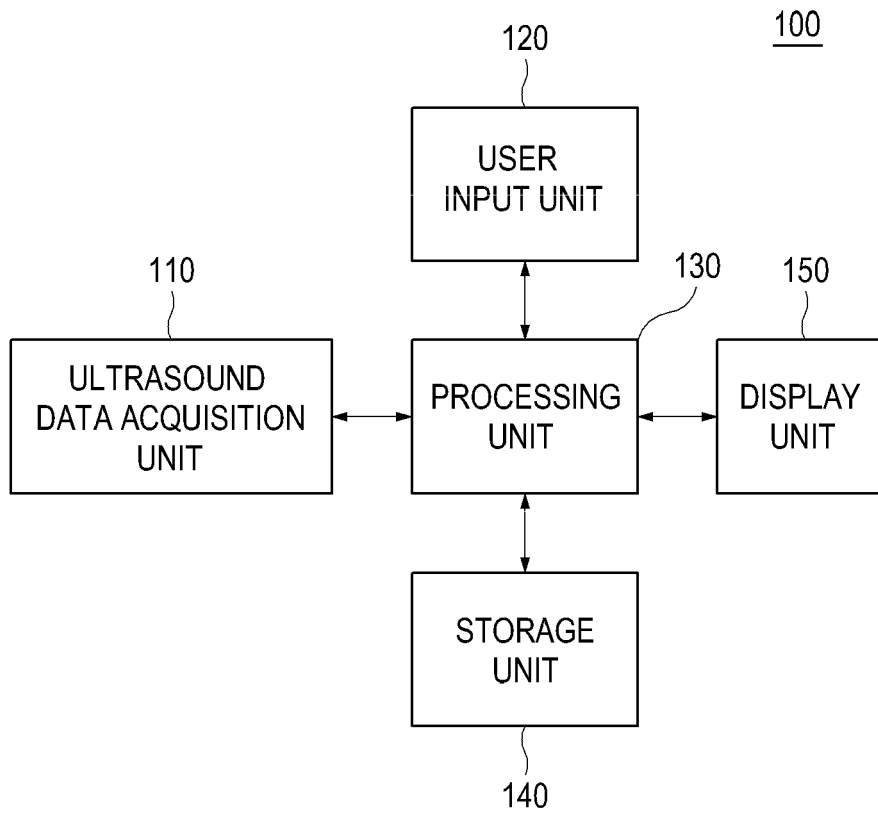 100
120
USER
INPUT UNIT
110
130
150
ULTRASOUND
DATA ACQUISITION
UNIT
PROCESSING
UNIT
DISPLAY
UNIT
STORAGE
UNIT
140